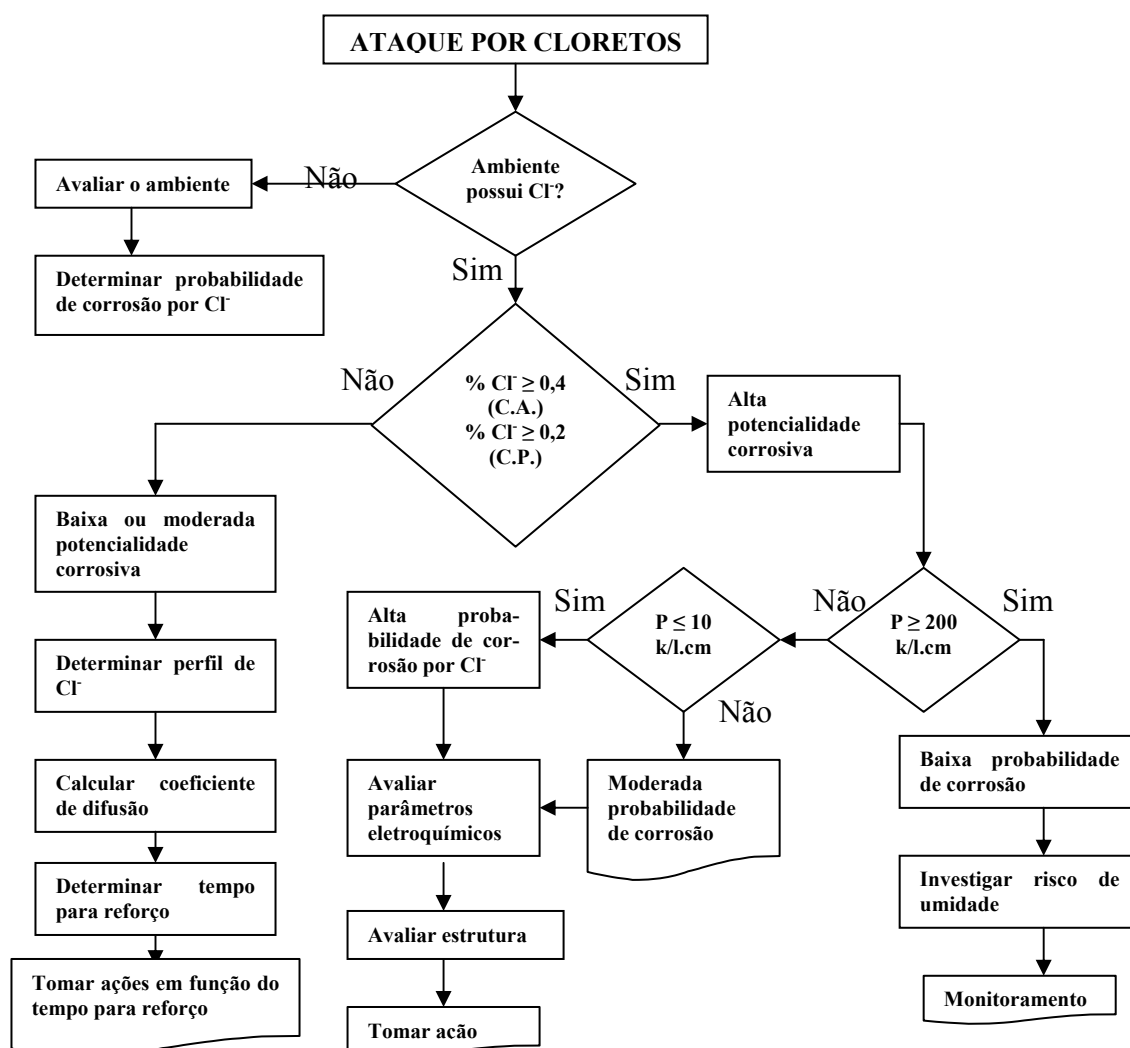 ATAQUE POR CLORETOS
Ambiente
possui Cl⁻?
Não
Avaliar o ambiente
Determinar probabilidade
de corrosão por Cl⁻
Sim
% Cl⁻ ≥ 0,4
(C.A.)
% Cl⁻ ≥ 0,2
(C.P.)
Não
Sim
Alta
potencialidade
corrosiva
Baixa ou moderada
potencialidade
corrosiva
Determinar perfil de
Cl⁻
Calcular coeficiente
de difusão
Determinar tempo
para reforço
Tomar ações em função do
tempo para reforço
P ≥ 200
k/l.cm
Não
Sim
P ≤ 10
k/l.cm
Sim
Não
Alta proba-
bilidade de cor-
rosão por Cl⁻
Avaliar
parâmetros
eletroquímicos
Moderada
probabilidade
de corrosão
Avaliar estrutura
Tomar ação
Baixa probabilidade
de corrosão
Investigar risco de
umidade
Monitoramento